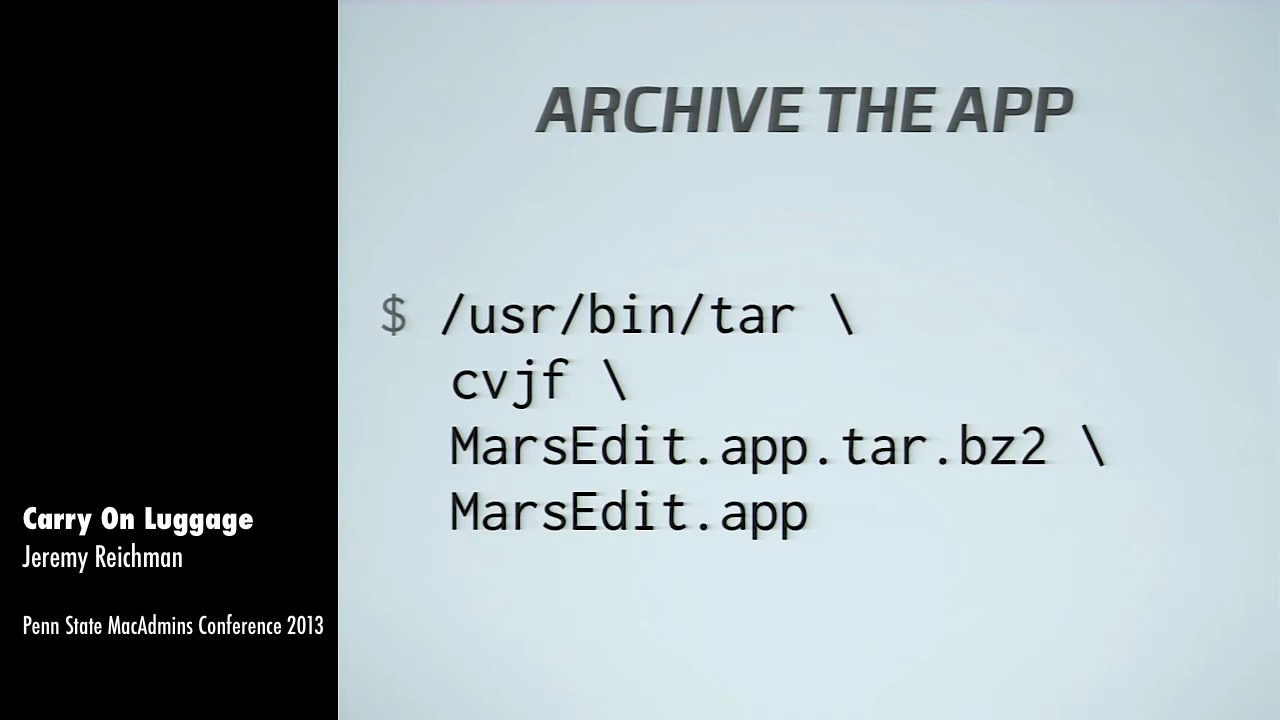 ARCHIVE THE APP
$ /usr/bin/tar \
cvjf \
MarsEdit.app.tar.bz2 \
MarsEdit.app
Carry On Luggage
Jeremy Reichman
Penn State MacAdmins Conference 2013